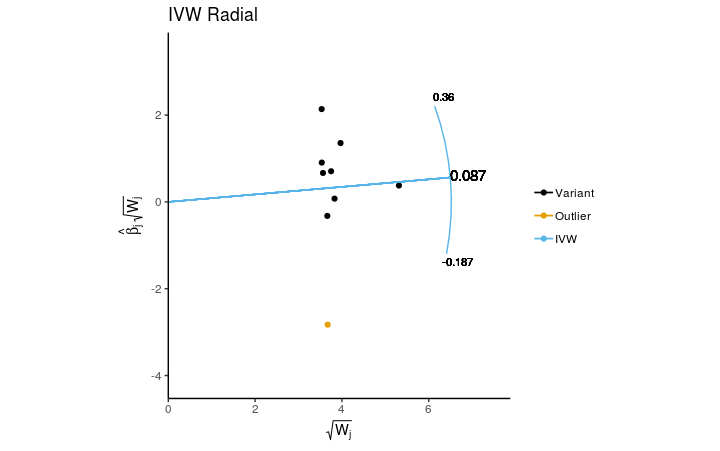 IVW Radial
β̂j√Wj
2
0
-2
-4
0.36
0.087
-0.187
Variant
Outlier
IVW
0 2 4 6
√Wj